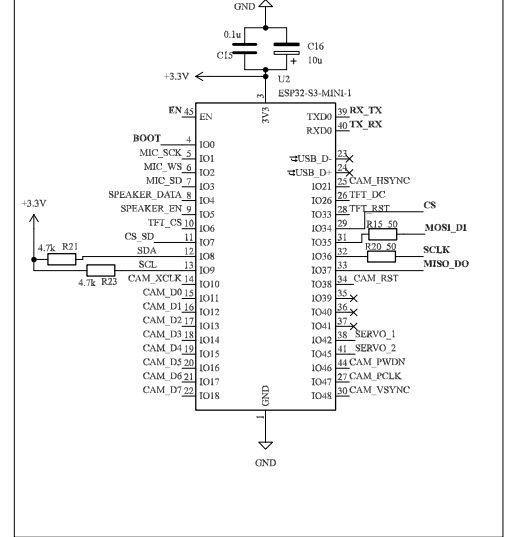 GND
0.1u
C15
C16
10u
+
+3.3V
U2
ESP32-S3-MINI-1
3
3V3
EN 45 EN
BOOT 4 IO0
MIC_SCK 5 IO1
MIC_WS 6 IO2
MIC_SD 7 IO3
SPEAKER_DATA 8 IO4
SPEAKER_EN 9 IO5
TFT_CS 10 IO6
CS_SD 11 IO7
SDA 12 IO8
SCL 13 IO9
CAM_XCLK 14 IO10
CAM_D0 15 IO11
CAM_D1 16 IO12
CAM_D2 17 IO13
CAM_D3 18 IO14
CAM_D4 19 IO15
CAM_D5 20 IO16
CAM_D6 21 IO17
CAM_D7 22 IO18
+3.3V
4.7k R21
4.7k R23
TXD0 39 RX_TX
RXD0 40 TX_RX
USB_D- 23
USB_D+ 24
IO21 25 CAM_HSYNC
IO26 26 TFT_DC
IO33 28 TFT_RST
IO34 29 CS
IO35 31 R15 50 MOSI_DI
IO36 32 R20 50 SCLK
IO37 33 MISO_DO
IO38 34 CAM_RST
IO39 35
IO40 36
IO41 37
IO42 38 SERVO_1
IO45 41 SERVO_2
IO46 44 CAM_PWDN
IO47 27 CAM_PCLK
IO48 30 CAM_VSYNC
GND
1
GND